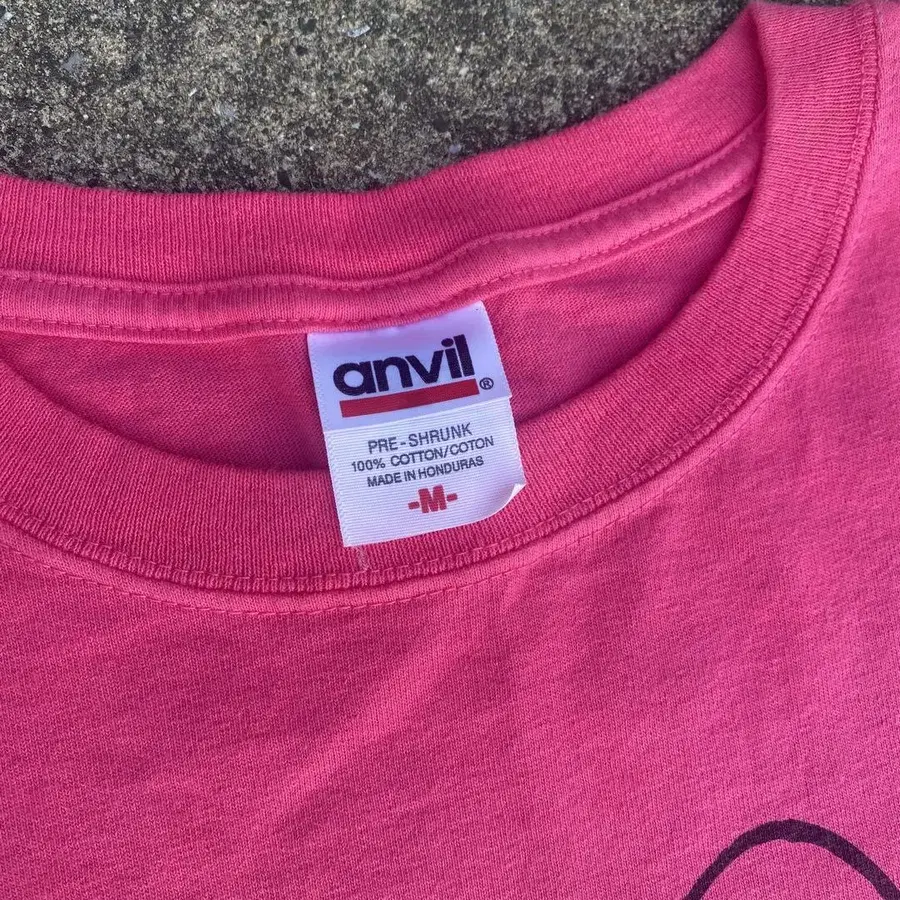 anvil®
PRE-SHRUNK
100% COTTON/COTON
MADE IN HONDURAS
-M-